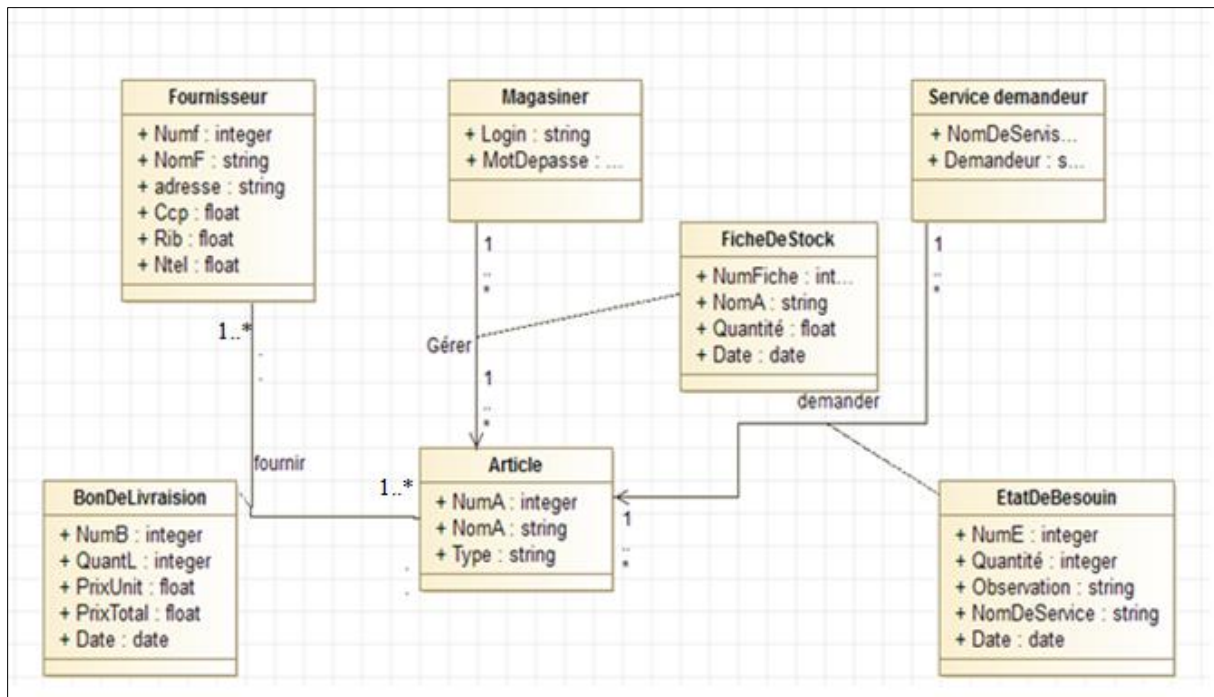 Fournisseur
+ Numf : integer
+ NomF : string
+ adresse : string
+ Ccp : float
+ Rib : float
+ Ntel : float
Magasiner
+ Login : string
+ MotDepasse : ...
Service demandeur
+ NomDeServis...
+ Demandeur : s...
FicheDeStock
+ NumFiche : int...
+ NomA : string
+ Quantité : float
+ Date : date
1
..
*
1
..
*
1..*
Gérer
1
..
*
demander
fournir
1..*
Article
+ NumA : integer
+ NomA : string
+ Type : string
1
..
*
BonDeLivraision
+ NumB : integer
+ QuantL : integer
+ PrixUnit : float
+ PrixTotal : float
+ Date : date
EtatDeBesouin
+ NumE : integer
+ Quantité : integer
+ Observation : string
+ NomDeService : string
+ Date : date